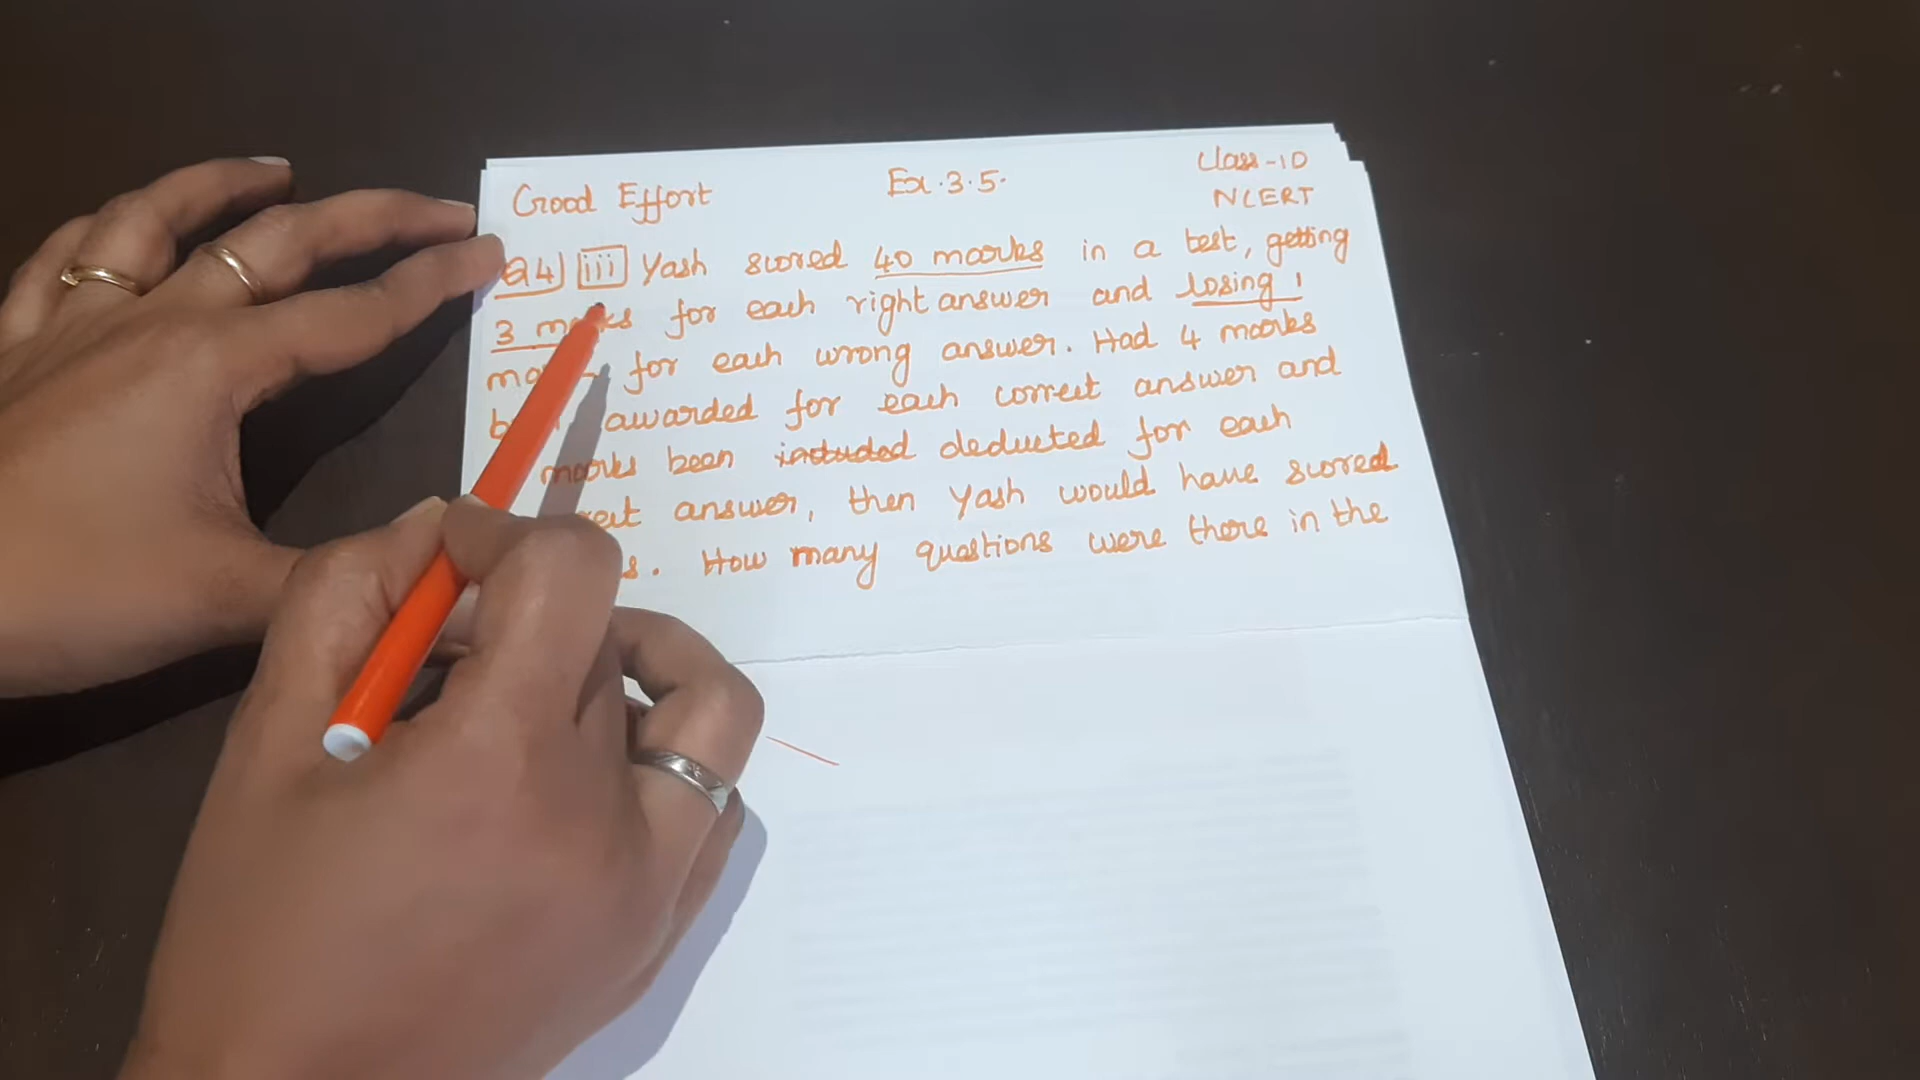 Good Effort Ex.3.5. Class-10
NCERT
Q4 iii Yash scored 40 marks in a test, getting
3 marks for each right answer and losing 1
for each wrong answer. Had 4 marks
awarded for each correct answer and
marks been included deducted for each
answer, then Yash would have scored
How many questions were there in the